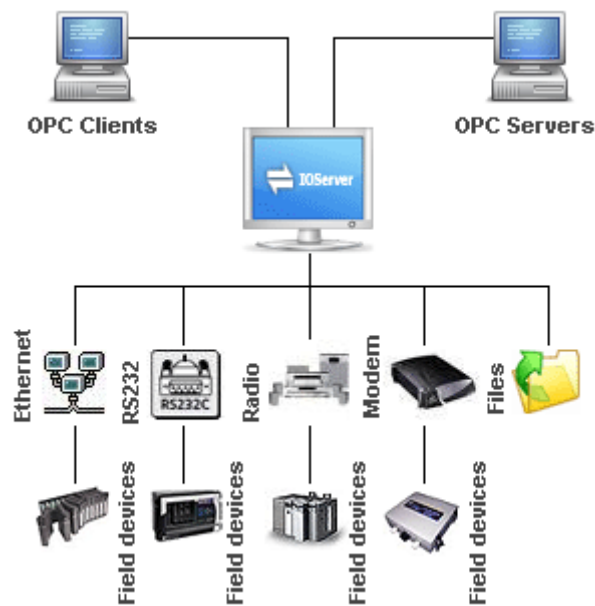 OPC Clients
OPC Servers
IOServer
Ethernet
RS232
RS232C
Radio
Modem
Files
Field devices
Field devices
Field devices
Field devices